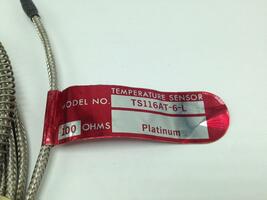 TEMPERATURE SENSOR
MODEL NO. TS116AT-6-L
100 OHMS Platinum